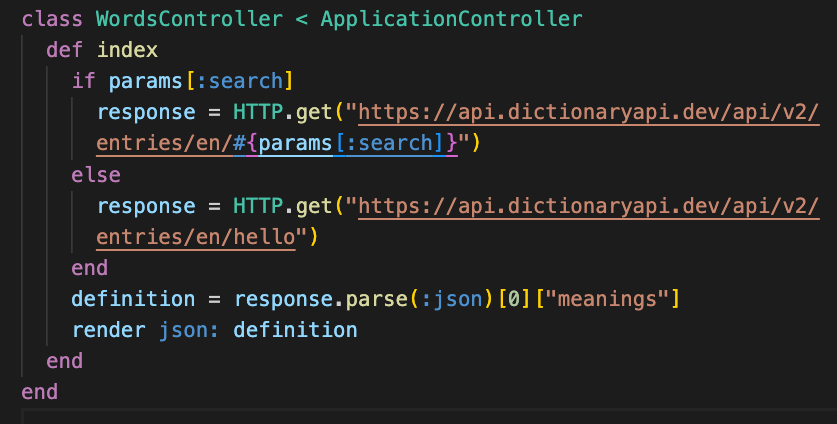 class WordsController < ApplicationController
  def index
    if params[:search]
      response = HTTP.get("https://api.dictionaryapi.dev/api/v2/
      entries/en/#{params[:search]}")
    else
      response = HTTP.get("https://api.dictionaryapi.dev/api/v2/
      entries/en/hello")
    end
    definition = response.parse(:json)[0]["meanings"]
    render json: definition
  end
end